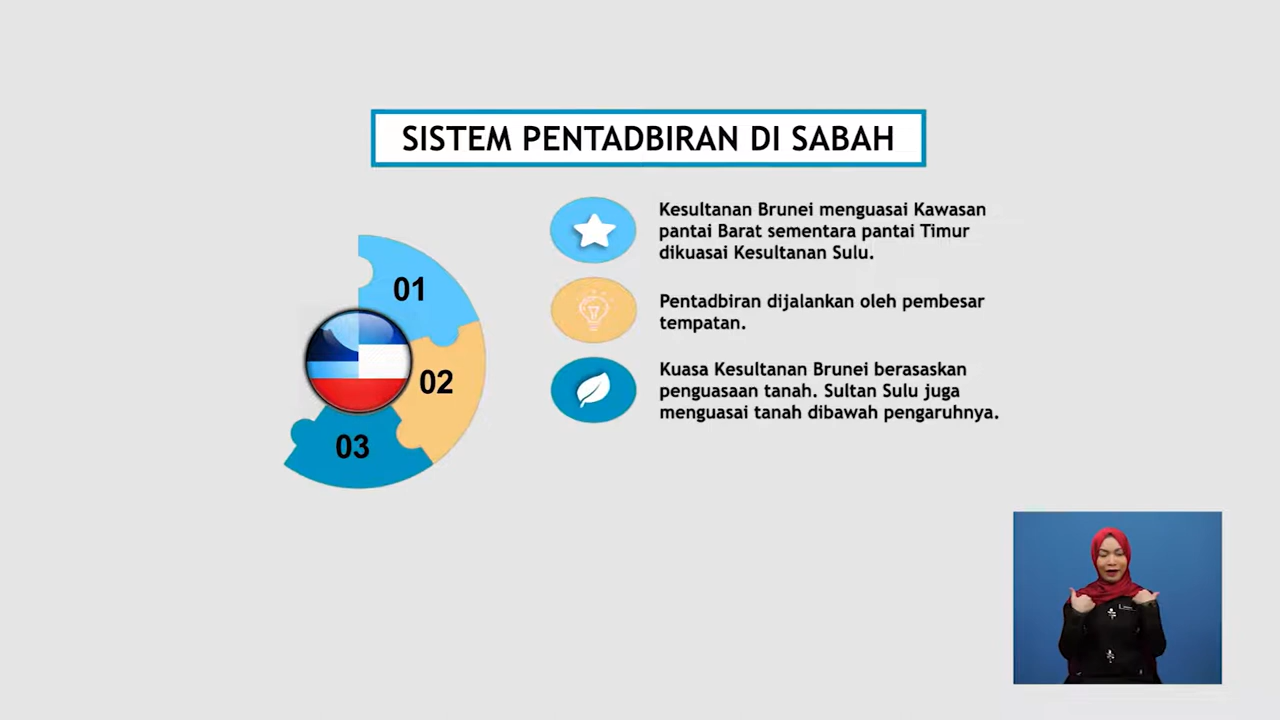 SISTEM PENTADBIRAN DI SABAH
01
02
03
Kesultanan Brunei menguasai Kawasan
pantai Barat sementara pantai Timur
dikuasai Kesultanan Sulu.
Pentadbiran dijalankan oleh pembesar
tempatan.
Kuasa Kesultanan Brunei berasaskan
penguasaan tanah. Sultan Sulu juga
menguasai tanah dibawah pengaruhnya.